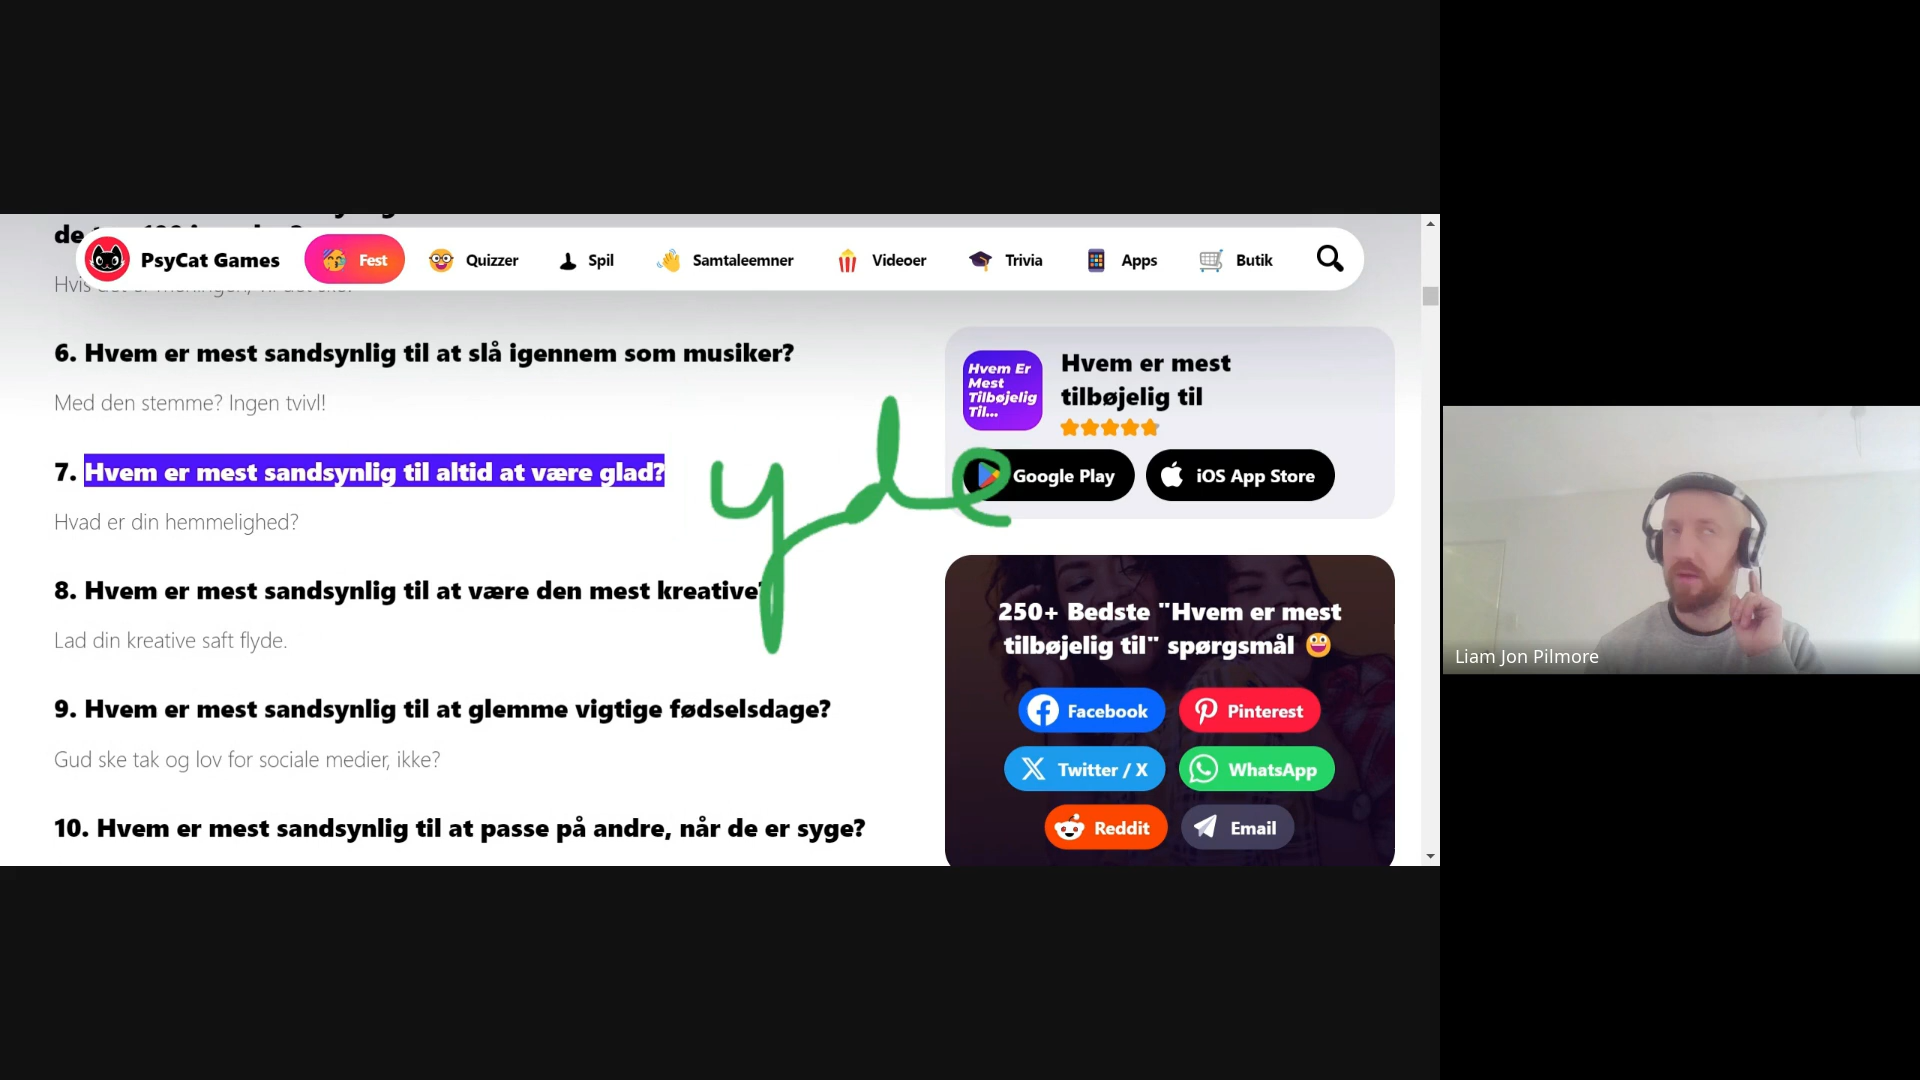 PsyCat Games
Fest
Quizzer
Spil
Samtaleemner
Videoer
Trivia
Apps
Butik
6. Hvem er mest sandsynlig til at slå igennem som musiker?
Med den stemme? Ingen tvivl!
7. Hvem er mest sandsynlig til altid at være glad?
Hvad er din hemmelighed?
8. Hvem er mest sandsynlig til at være den mest kreative?
Lad din kreative saft flyde.
9. Hvem er mest sandsynlig til at glemme vigtige fødselsdage?
Gud ske tak og lov for sociale medier, ikke?
10. Hvem er mest sandsynlig til at passe på andre, når de er syge?
yde
Hvem Er
Mest
Tilbøjelig
Til...
Hvem er mest
tilbøjelig til
Google Play
iOS App Store
250+ Bedste "Hvem er mest
tilbøjelig til" spørgsmål
Facebook
Pinterest
Twitter / X
WhatsApp
Reddit
Email
Liam Jon Pilmore